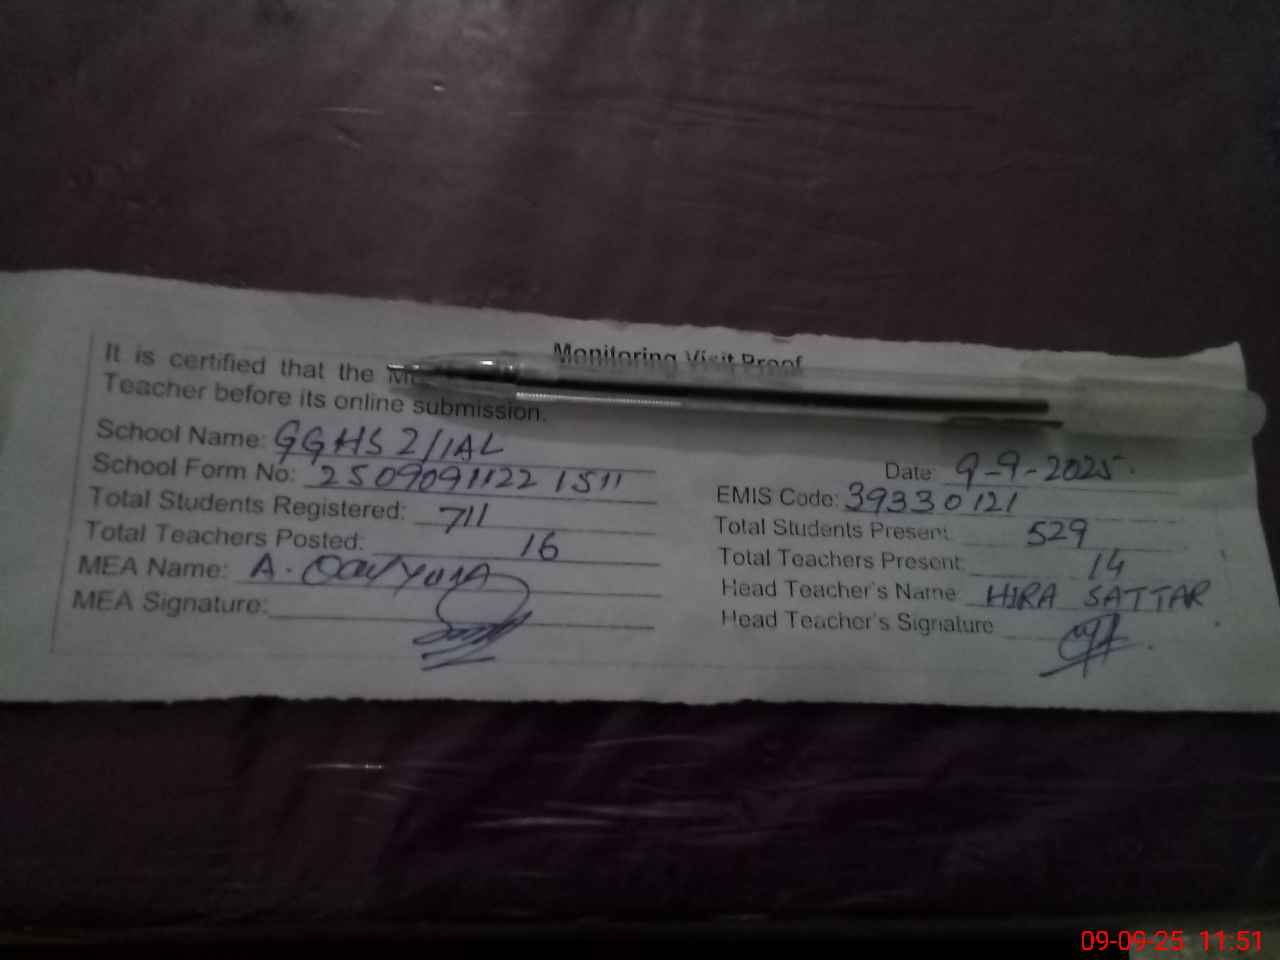 Monitoring Visit Proof
It is certified that the
Teacher before its online submission.
School Name: GGHS 2/1AL
Date: 9-9-2025
School Form No: 25090911221511
EMIS Code: 39330121
Total Students Registered: 711
Total Students Present: 529
Total Teachers Posted: 16
Total Teachers Present: 14
MEA Name: A.
Head Teacher's Name HIRA SATTAR
MEA Signature:
Head Teacher's Signature
09-09-25 11:51